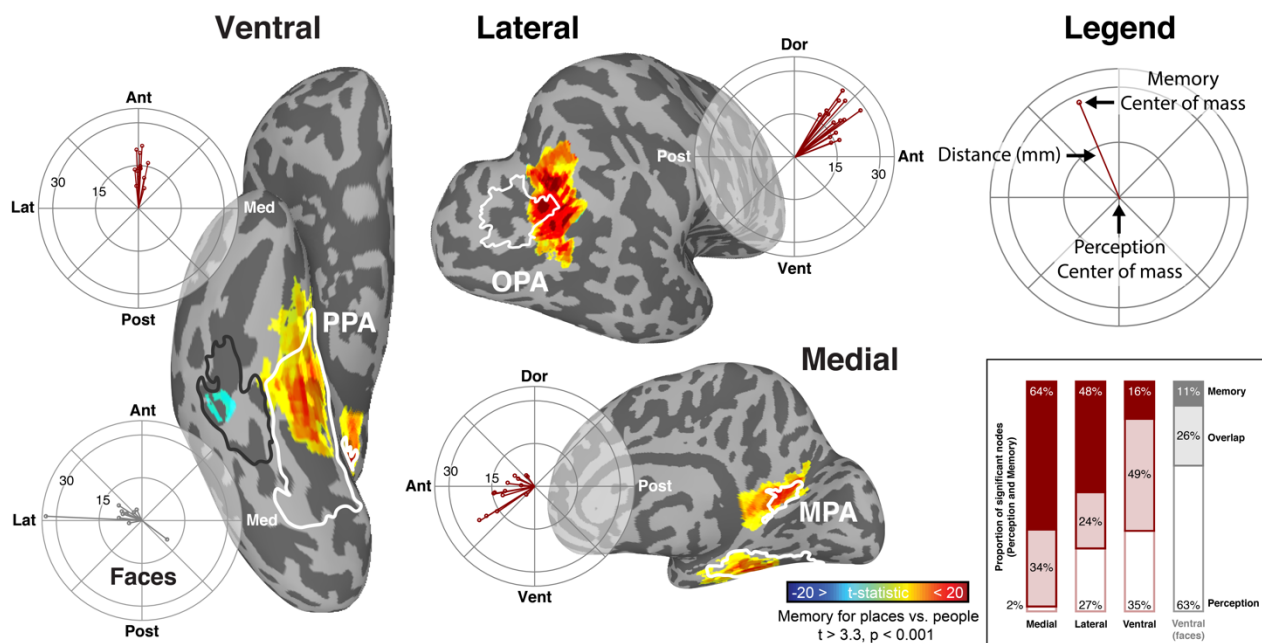 Ventral
Lateral
Legend
Ant
30
15
Lat
Med
Post
PPA
Ant
30
15
Lat
Med
Faces
Post
Dor
Post
Ant
15
30
Vent
OPA
Memory
Center of mass
Distance (mm)
Perception
Center of mass
Medial
Dor
30
15
Ant
Post
Vent
MPA
-20 > t-statistic < 20
Memory for places vs. people
t > 3.3, p < 0.001
Proportion of significant nodes
(Perception and Memory)
64% 48% 16% 11% Memory
26% Overlap
49%
24%
34%
2% 27% 35% 63% Perception
Medial Lateral Ventral Ventral
(faces)